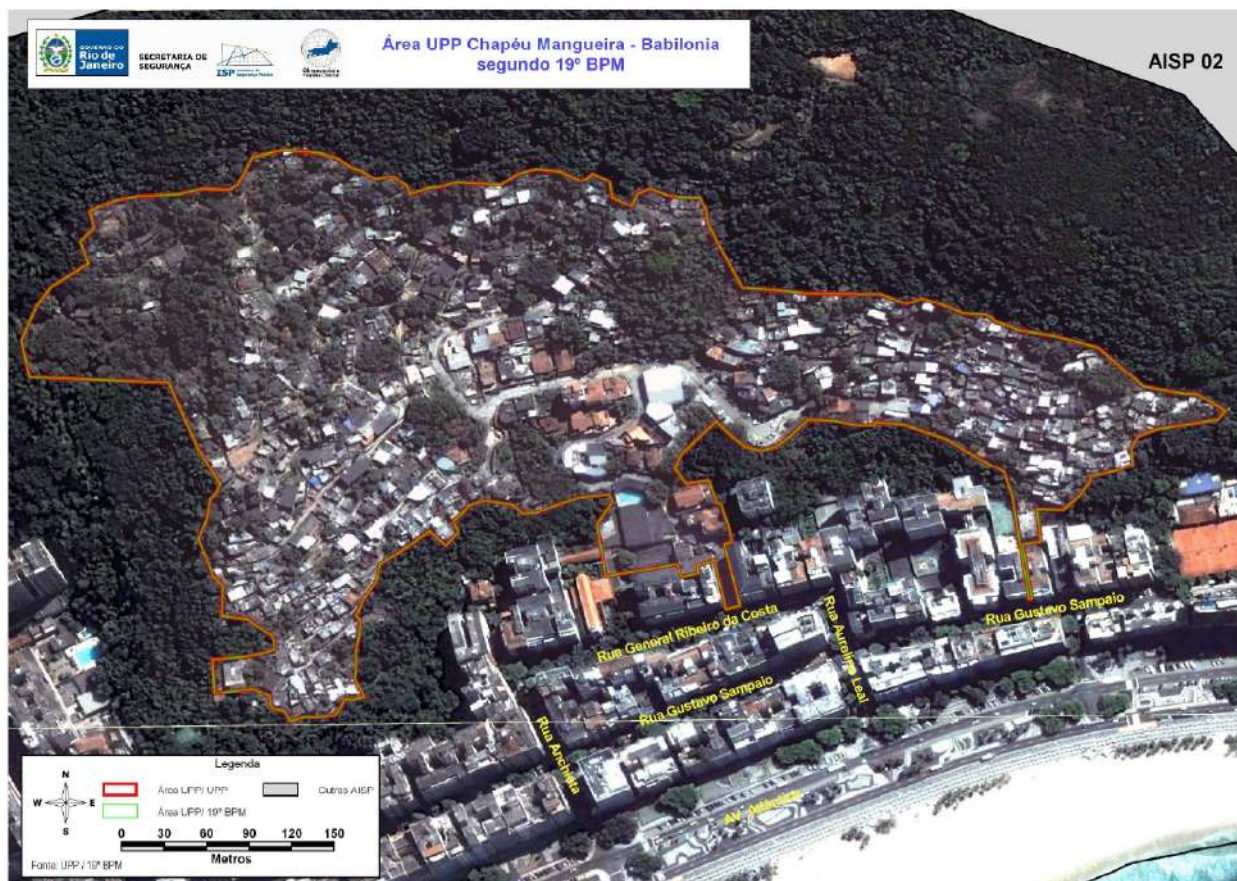 GOVERNO DO
Rio de
Janeiro
SECRETARIA DE
SEGURANÇA
ISP
Área UPP Chapéu Mangueira - Babilonia
segundo 19º BPM
AISP 02
Rua General Ribeiro da Costa
Rua Aurelino Leal
Rua Gustavo Sampaio
Rua Gustavo Sampaio
Rua Anchieta
AV. Atlântica
Legenda
Área UPP/ UPP
Outras AISP
Área UPP/ 19º BPM
N
W E
S
0 30 60 90 120 150
Metros
Fonte: UPP / 19º BPM